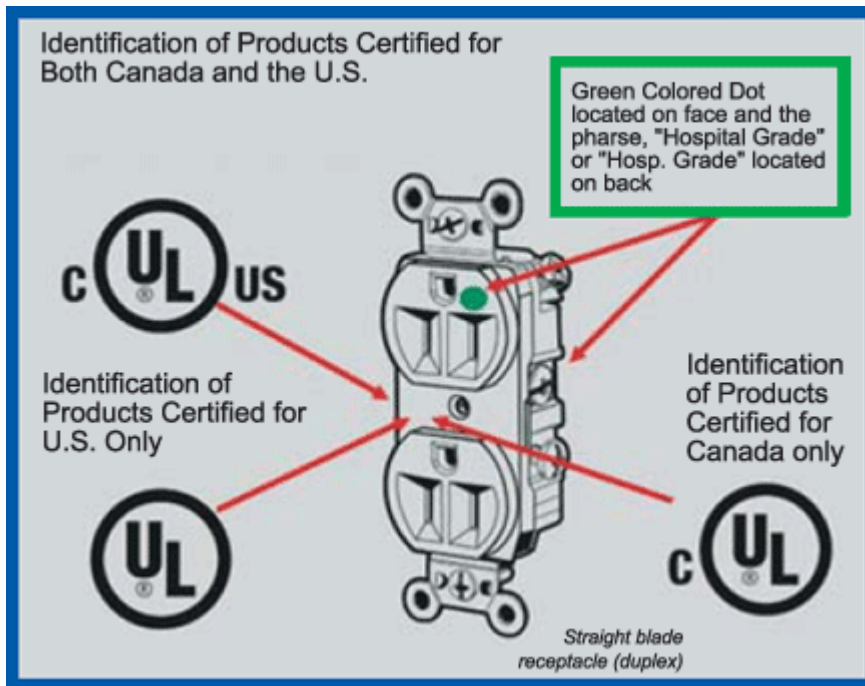 Identification of Products Certified for
Both Canada and the U.S.
Green Colored Dot
located on face and the
pharse, "Hospital Grade"
or "Hosp. Grade" located
on back
C UL ® US
Identification of
Products Certified for
U.S. Only
UL ®
Identification
of Products
Certified for
Canada only
C UL ®
Straight blade
receptacle (duplex)